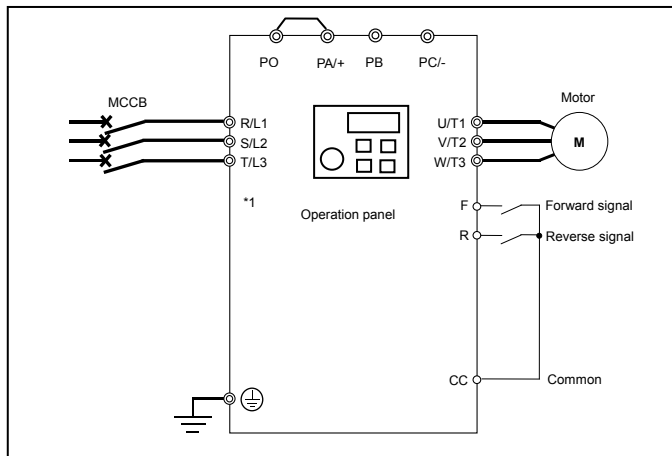 PO PA/+ PB PC/-
MCCB
R/L1
S/L2
T/L3
*1
Operation panel
U/T1
V/T2
W/T3
Motor
M
F Forward signal
R Reverse signal
CC Common